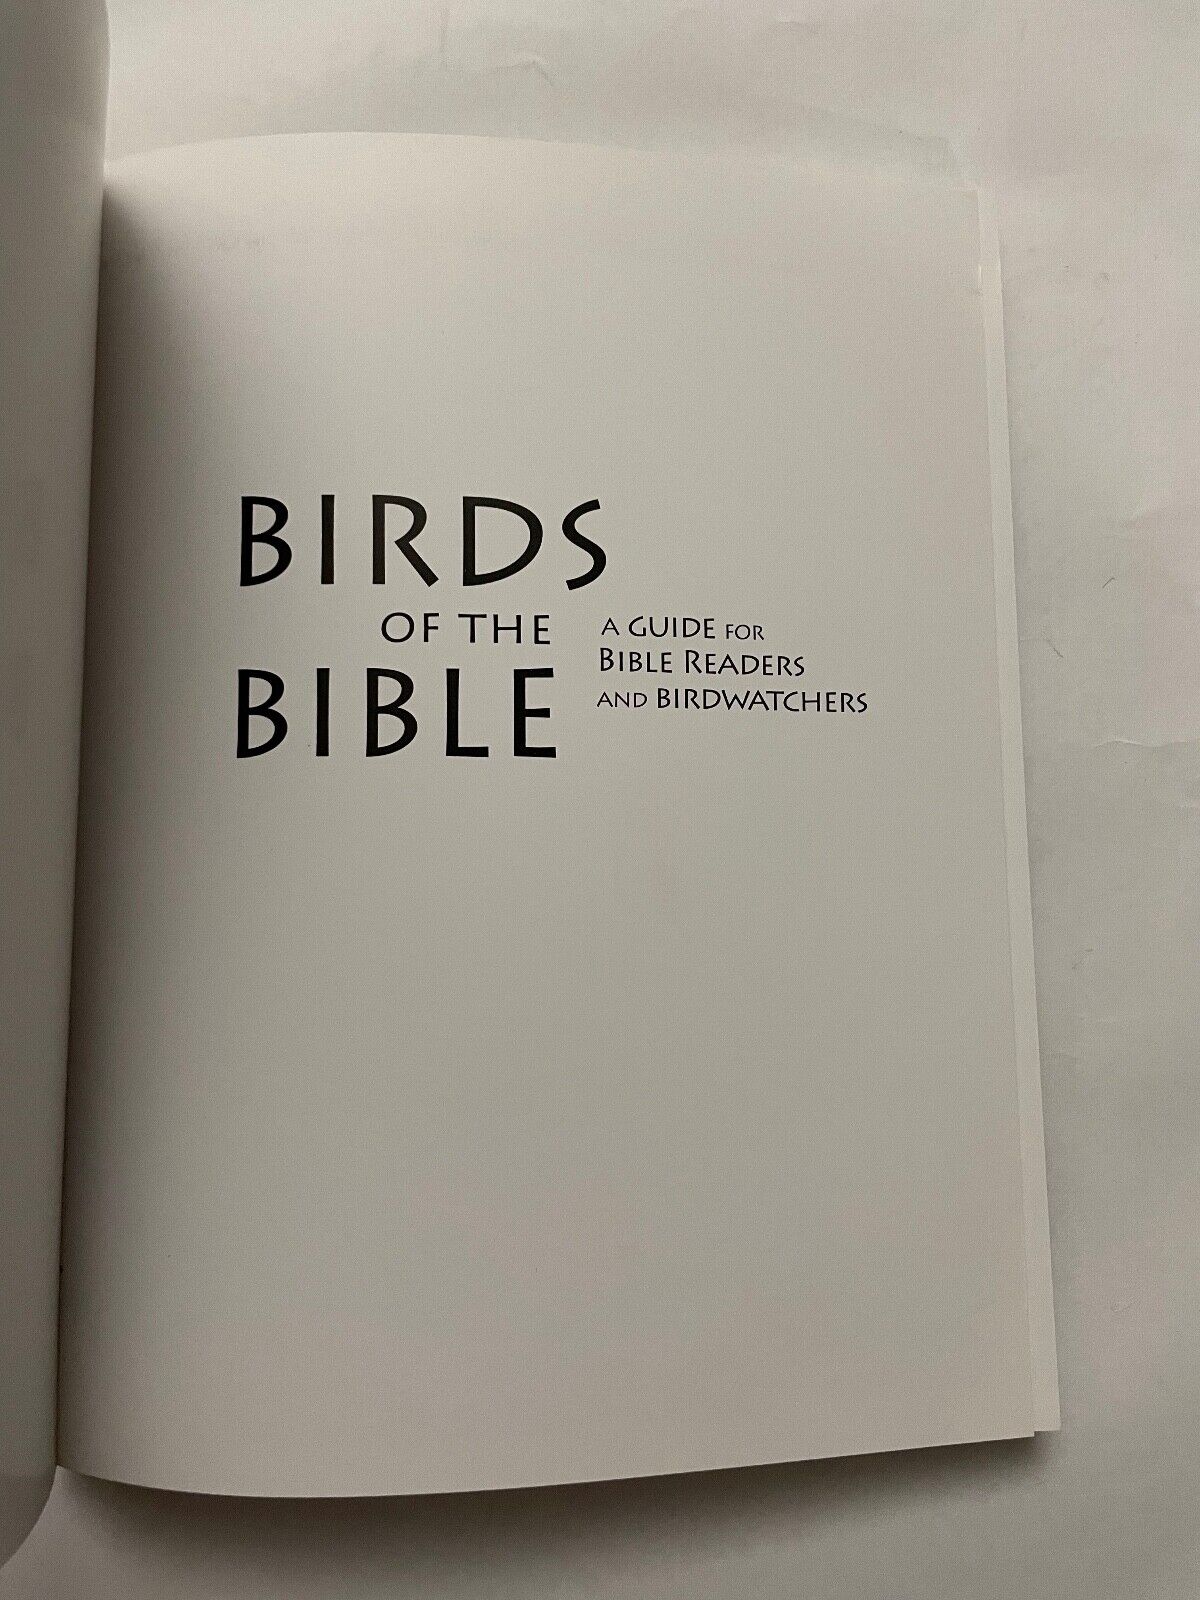 BIRDS
OF THE
BIBLE
A GUIDE FOR
BIBLE READERS
AND BIRDWATCHERS